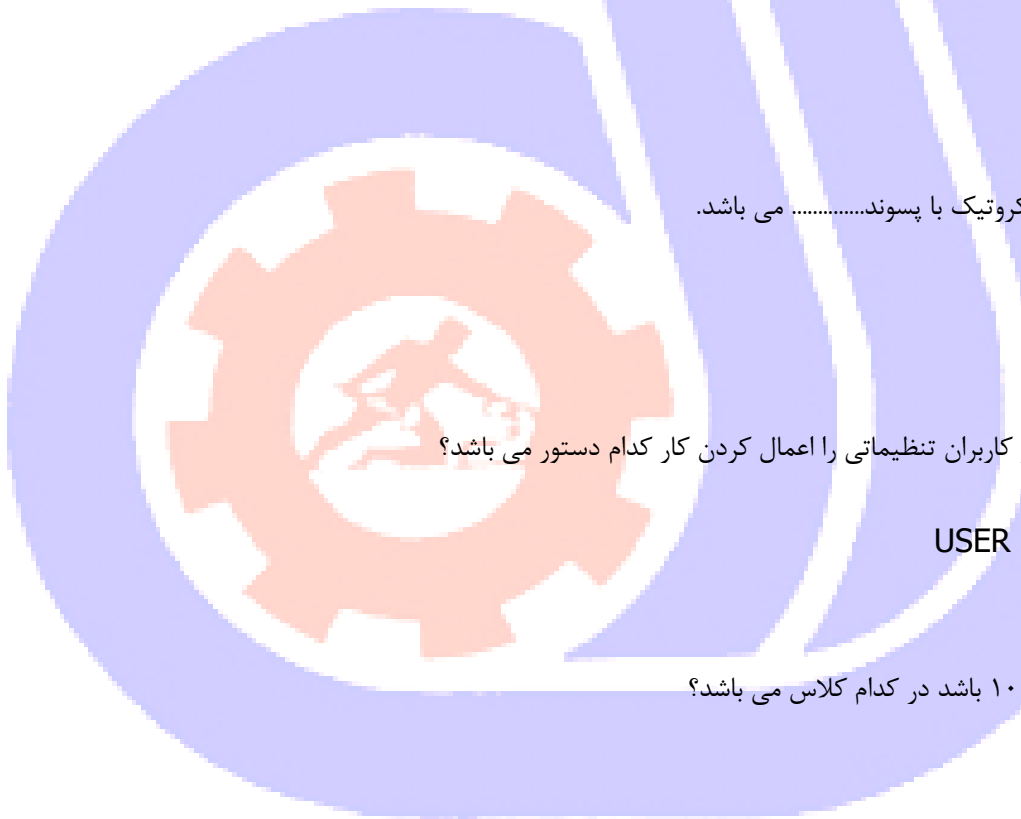 کروتیک با پسوند.............. می باشد.
کاربران تنظیماتی را اعمال کردن کار کدام دستور می باشد؟
USER
۱۰ باشد در کدام کلاس می باشد؟